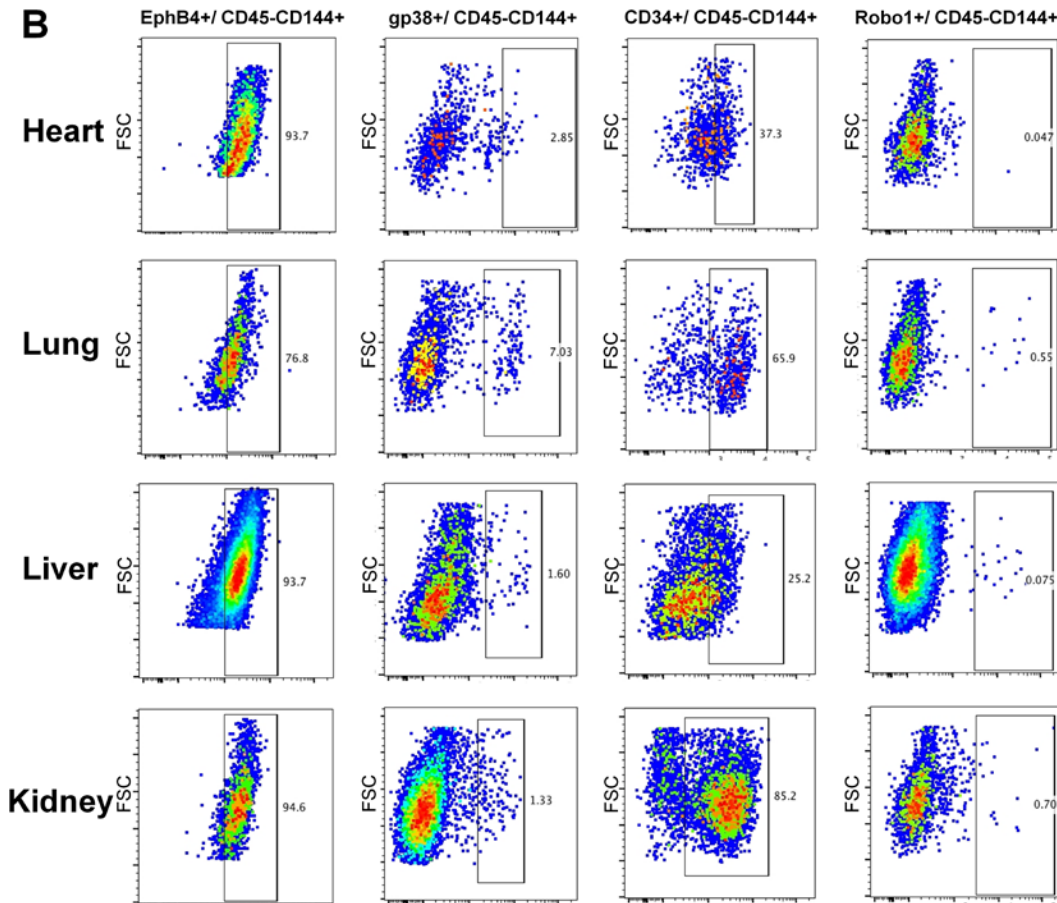 B
EphB4+/ CD45-CD144+ gp38+/ CD45-CD144+ CD34+/ CD45-CD144+ Robo1+/ CD45-CD144+
Heart
FSC 93.7 FSC 2.85 FSC 37.3 FSC 0.047
Lung
FSC 76.8 FSC 7.03 FSC 65.9 FSC 0.55
3 4 5
Liver
FSC 93.7 FSC 1.60 FSC 25.2 FSC 0.075
Kidney
FSC 94.6 FSC 1.33 FSC 85.2 FSC 0.70